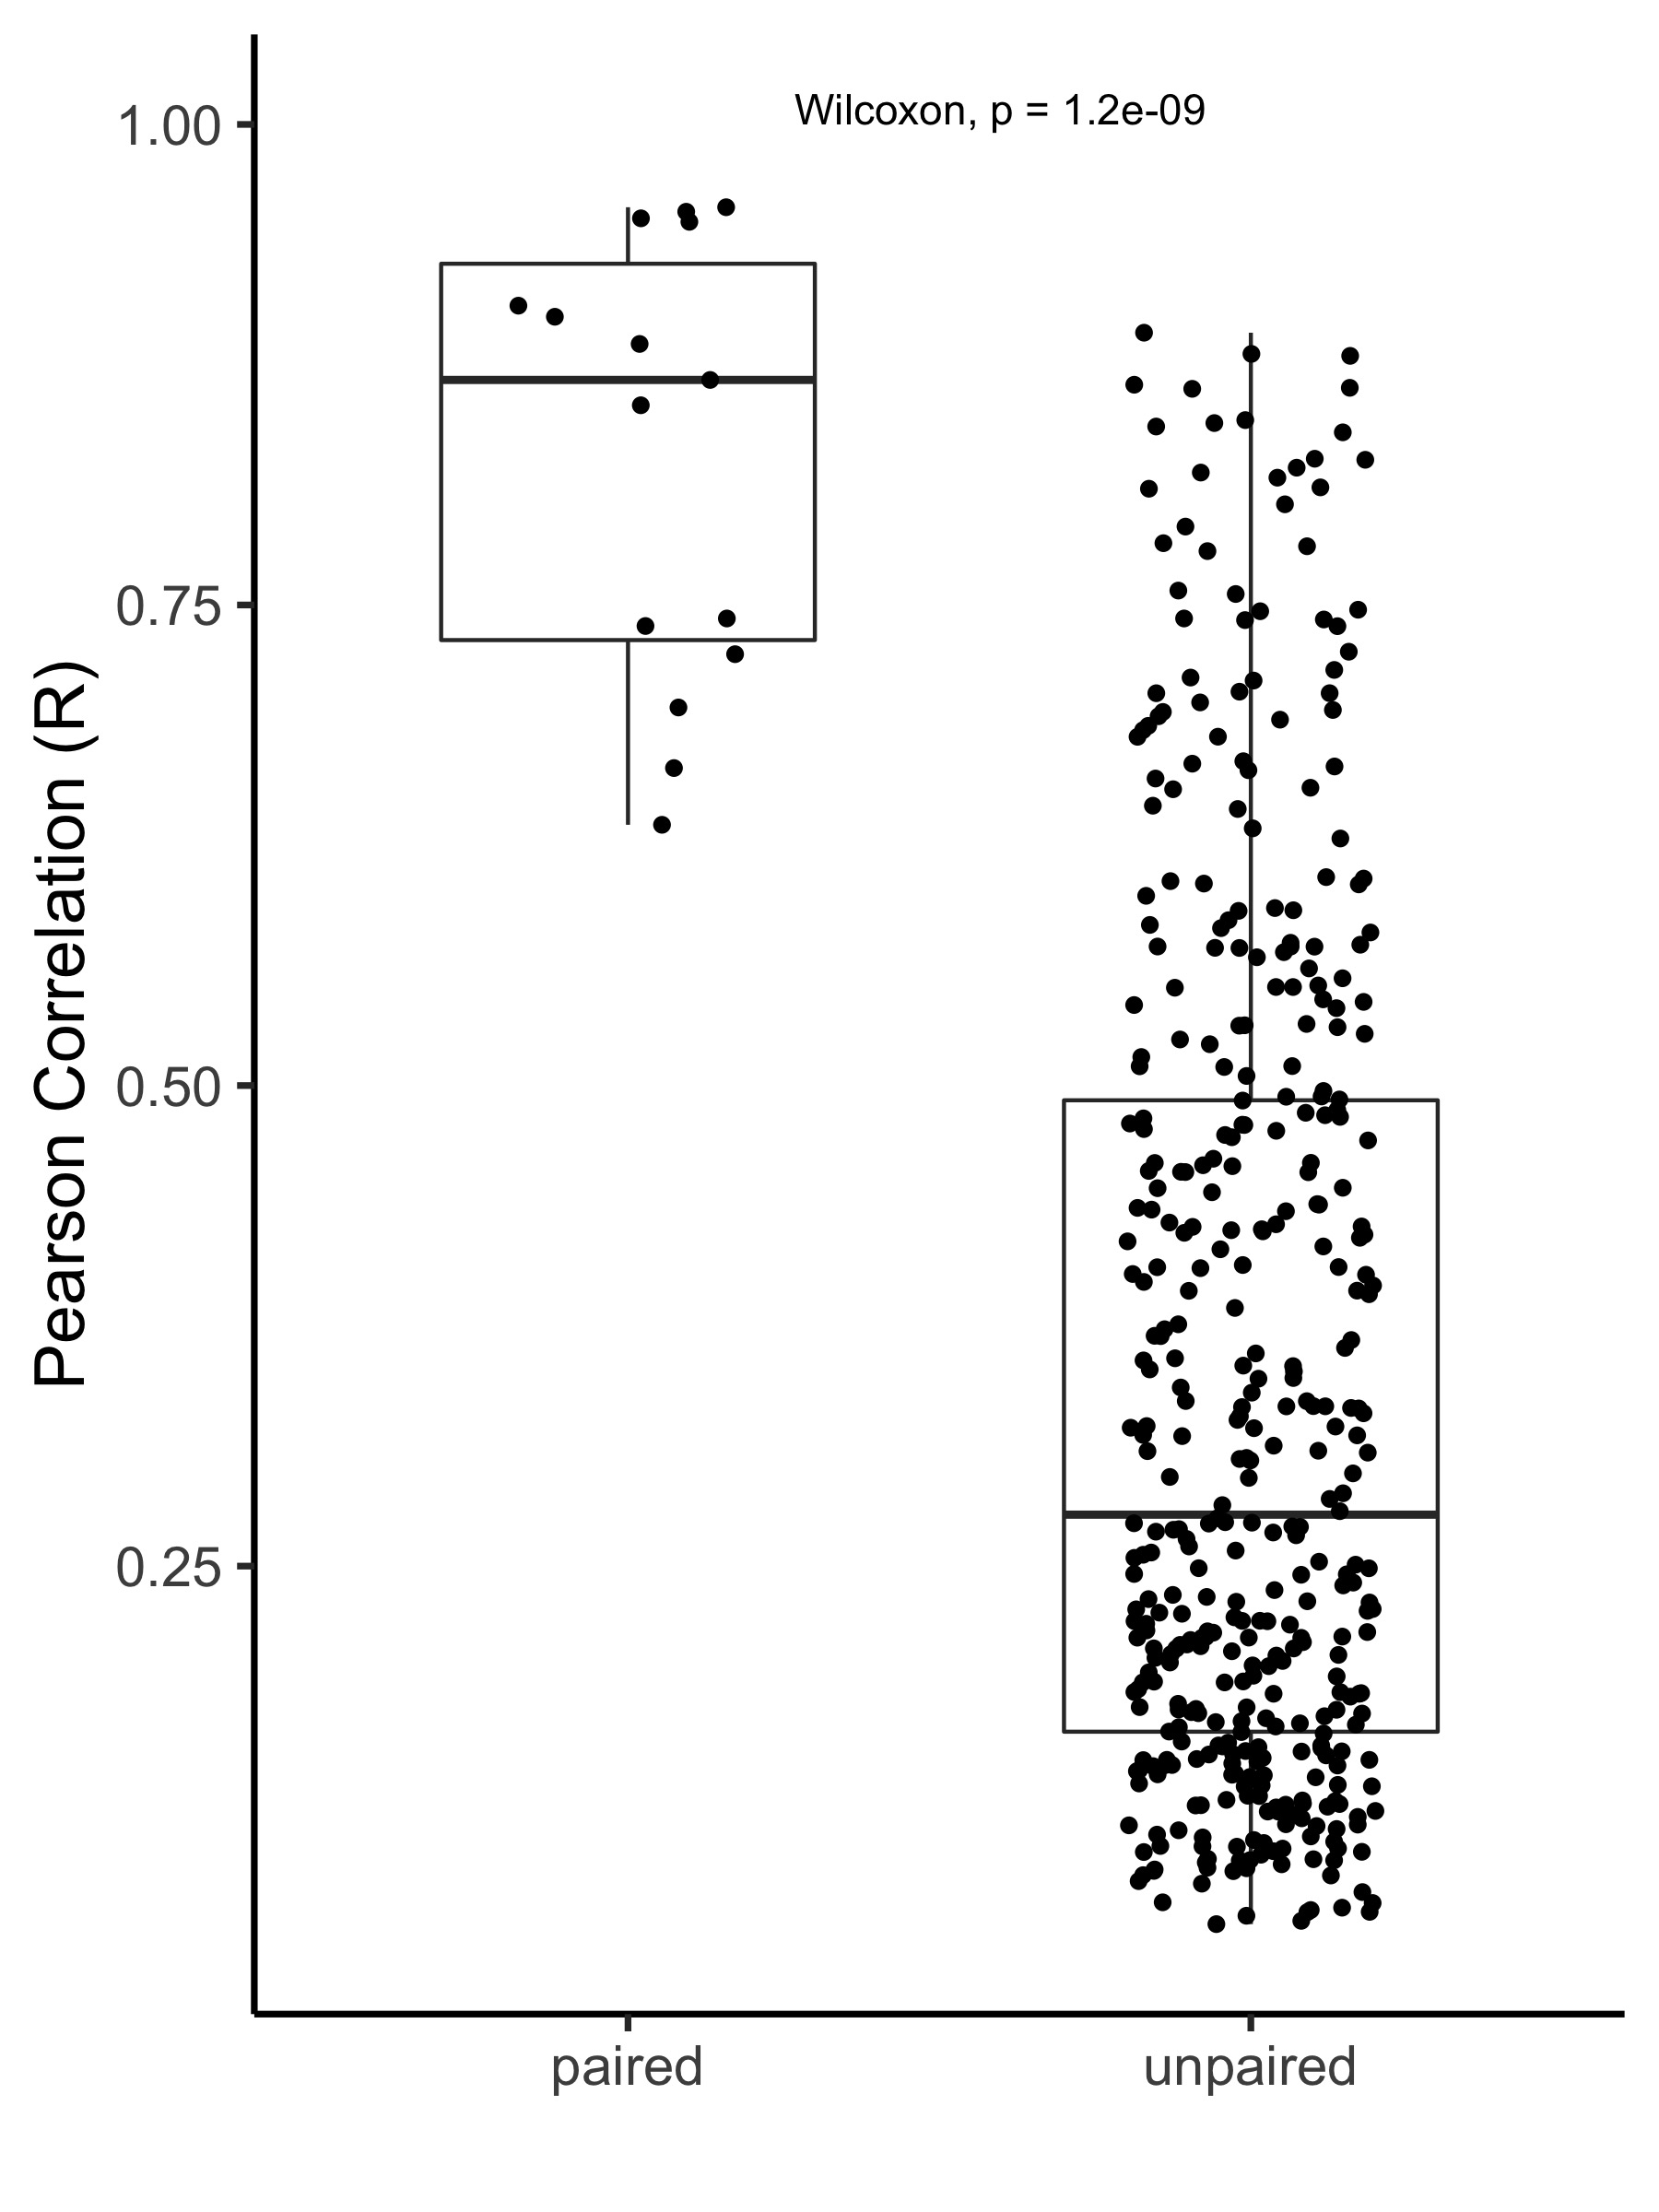 Wilcoxon, p = 1.2e-09
1.00
0.75
0.50
0.25
Pearson Correlation (R)
paired
unpaired